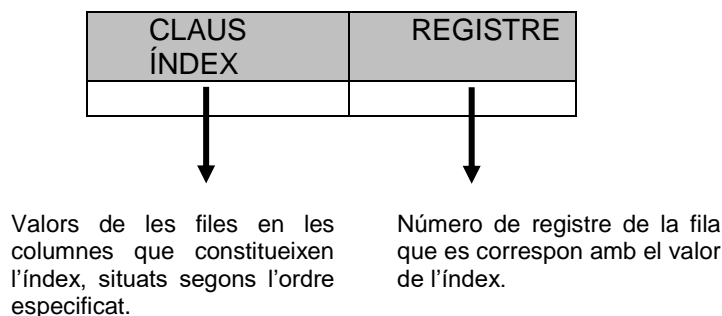 CLAUS
ÍNDEX
REGISTRE
Valors de les files en les
columnes que constitueixen
l’índex, situats segons l’ordre
especificat.
Número de registre de la fila
que es correspon amb el valor
de l’índex.